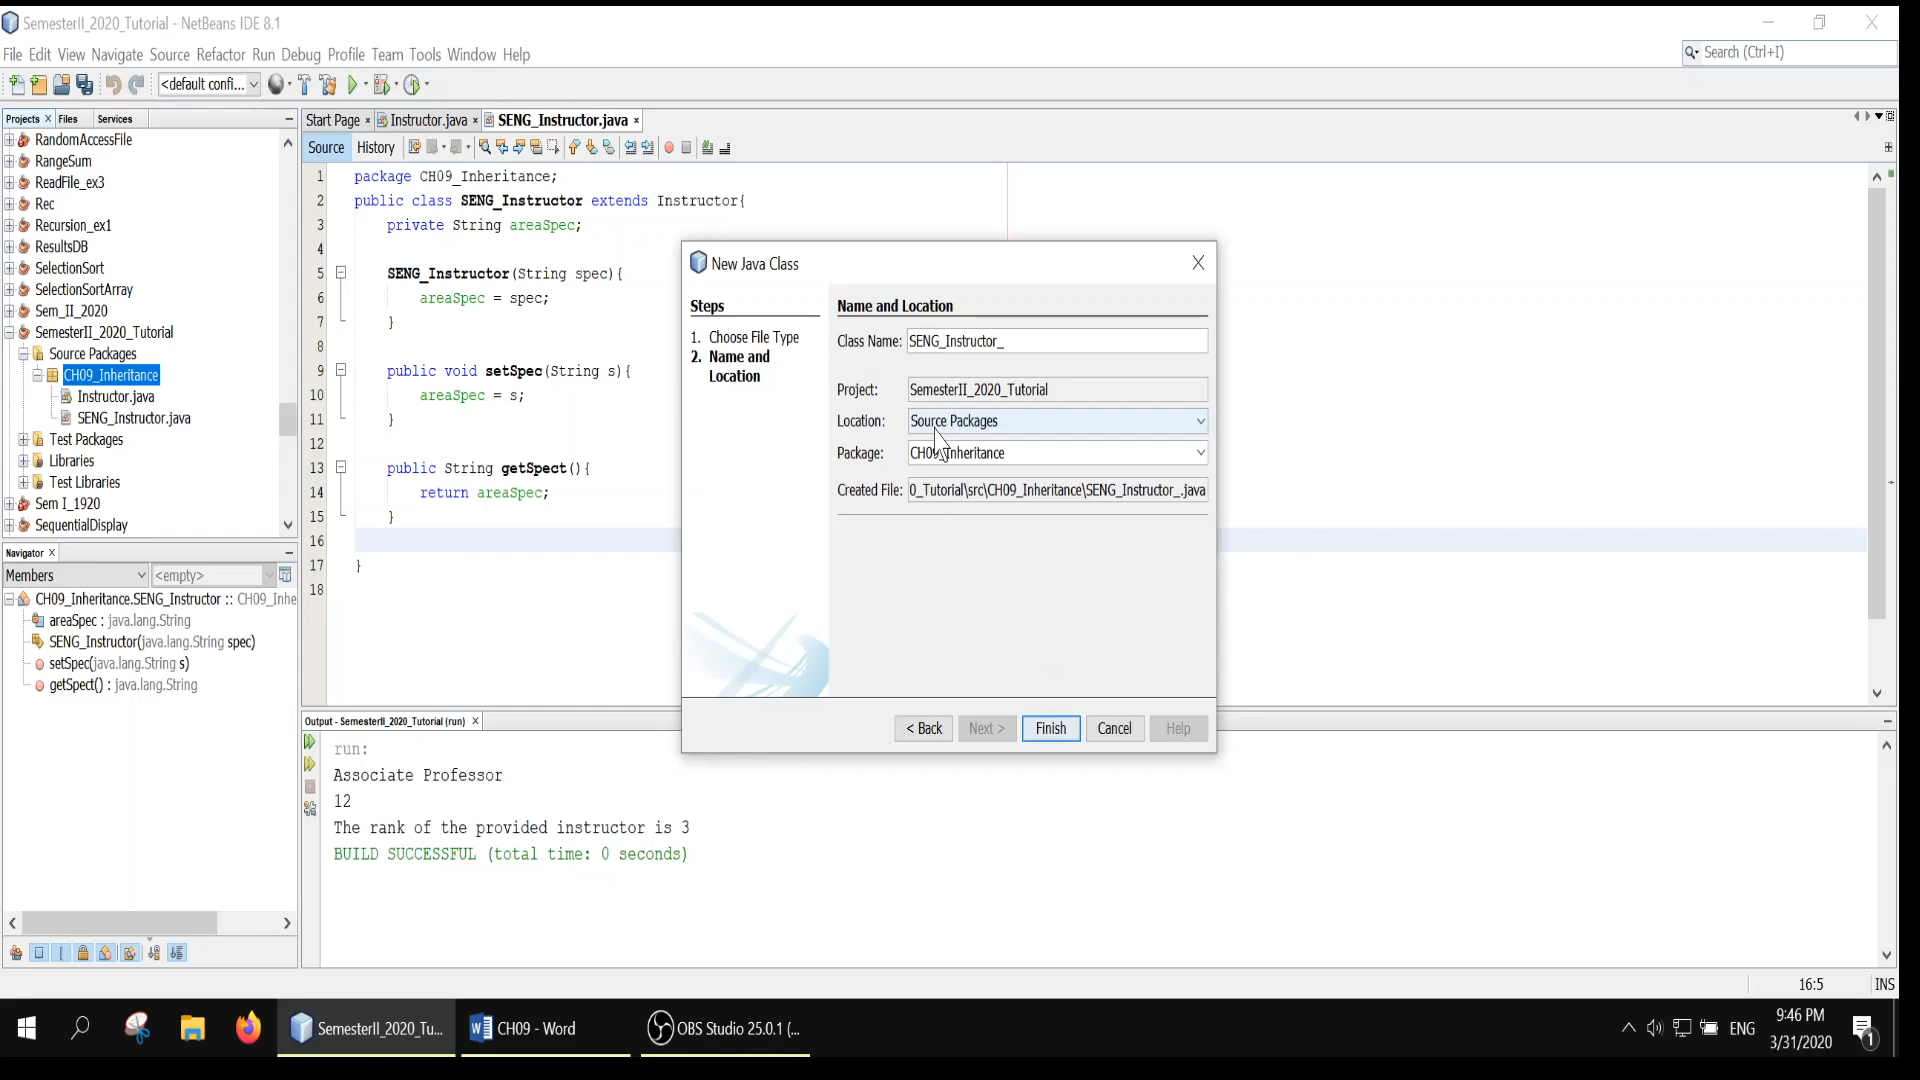 SemesterII_2020_Tutorial - NetBeans IDE 8.1
File Edit View Navigate Source Refactor Run Debug Profile Team Tools Window Help
Search (Ctrl+I)
<default confi...
Projects Files Services
RandomAccessFile
RangeSum
ReadFile_ex3
Rec
Recursion_ex1
ResultsDB
SelectionSort
SelectionSortArray
Sem_II_2020
SemesterII_2020_Tutorial
Source Packages
CH09_Inheritance
Instructor.java
SENG_Instructor.java
Test Packages
Libraries
Test Libraries
Sem I_1920
SequentialDisplay
Navigator
Members <empty>
CH09_Inheritance.SENG_Instructor :: CH09_Inhe
areaSpec : java.lang.String
SENG_Instructor(java.lang.String spec)
setSpec(java.lang.String s)
getSpect() : java.lang.String
Start Page Instructor.java SENG_Instructor.java
Source History
1 package CH09_Inheritance;
2 public class SENG_Instructor extends Instructor{
3 private String areaSpec;
4
5 SENG_Instructor(String spec){
6 areaSpec = spec;
7 }
8
9 public void setSpec(String s){
10 areaSpec = s;
11 }
12
13 public String getSpect(){
14 return areaSpec;
15 }
16
17 }
18
New Java Class
Steps
1. Choose File Type
2. Name and
Location
Name and Location
Class Name: SENG_Instructor_
Project: SemesterII_2020_Tutorial
Location: Source Packages
Package: CH09_Inheritance
Created File: 0_Tutorial\src\CH09_Inheritance\SENG_Instructor_.java
< Back Next > Finish Cancel Help
Output - SemesterII_2020_Tutorial (run)
run:
Associate Professor
12
The rank of the provided instructor is 3
BUILD SUCCESSFUL (total time: 0 seconds)
16:5 INS
SemesterII_2020_Tu...
CH09 - Word
OBS Studio 25.0.1 (...
ENG
9:46 PM
3/31/2020
1